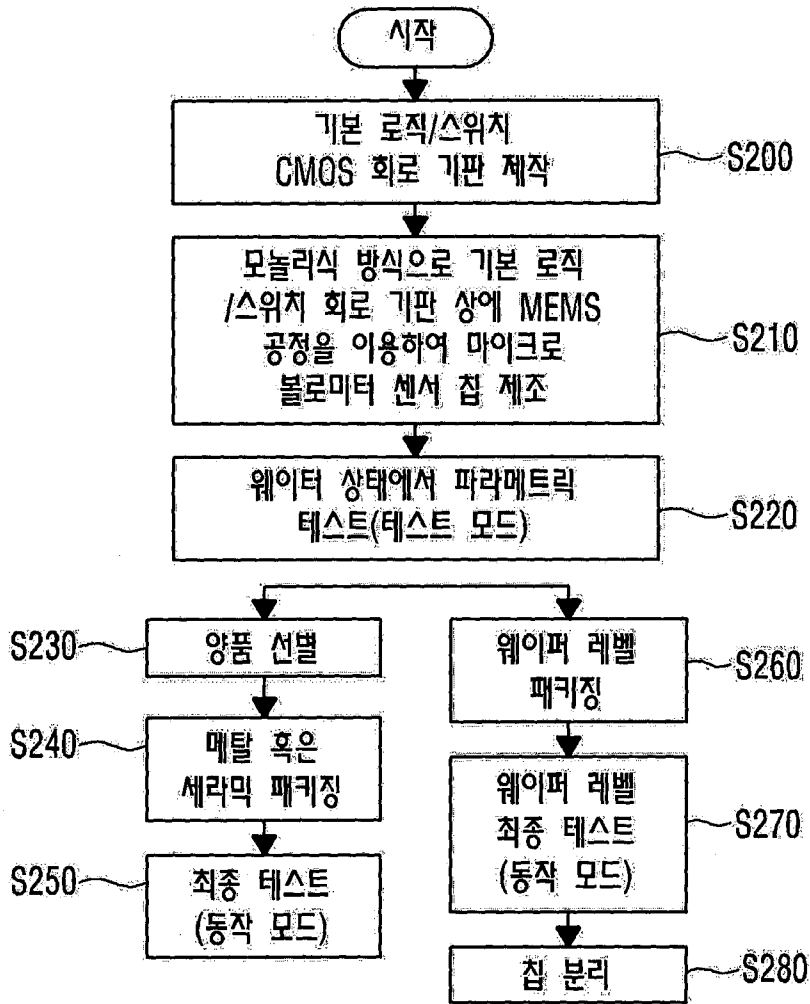 시작
기본 로직/스위치
CMOS 회로 기판 제작
S200
모놀리식 방식으로 기본 로직
/스위치 회로 기판 상에 MEMS
공정을 이용하여 마이크로
볼로미터 센서 칩 제조
S210
웨이터 상태에서 파라메트릭
테스트(테스트 모드)
S220
S230
양품 선별
S240
메탈 혹은
세라믹 패키징
S250
최종 테스트
(동작 모드)
웨이퍼 레벨
패키징
S260
웨이퍼 레벨
최종 테스트
(동작 모드)
S270
칩 분리
S280